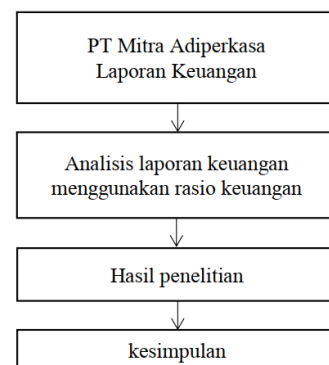 PT Mitra Adiperkasa
Laporan Keuangan
Analisis laporan keuangan
menggunakan rasio keuangan
Hasil penelitian
kesimpulan